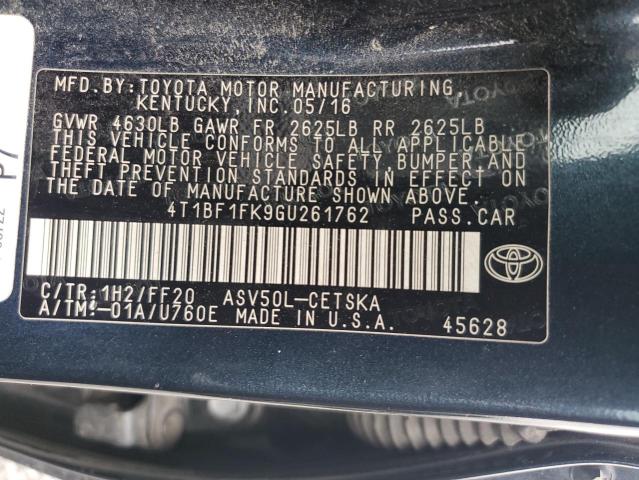 MFD.BY:TOYOTA MOTOR MANUFACTURING,
KENTUCKY, INC.05/16
GVWR 4630LB GAWR FR 2625LB RR 2625LB
THIS VEHICLE CONFORMS TO ALL APPLICABLE
FEDERAL MOTOR VEHICLE SAFETY, BUMPER, AND
THEFT PREVENTION STANDARDS IN EFFECT ON
THE DATE OF MANUFACTURE SHOWN ABOVE.
4T1BF1FK9GU261762 PASS.CAR
C/TR:1H2/FF20 ASV50L-CETSKA
A/TM:-01A/U760E MADE IN U.S.A. 45628
TOYOTA